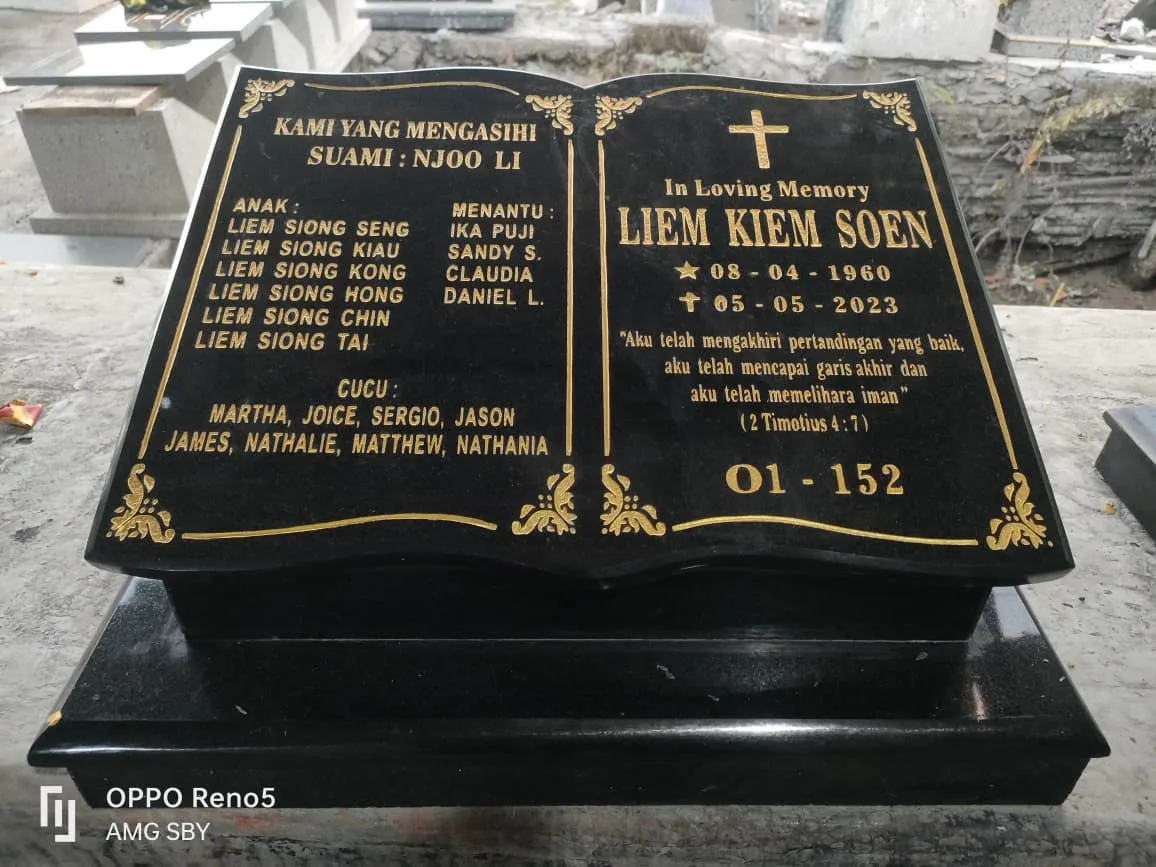 KAMI YANG MENGASIHI
SUAMI : NJOO LI
ANAK :
LIEM SIONG SENG
LIEM SIONG KIAU
LIEM SIONG KONG
LIEM SIONG HONG
LIEM SIONG CHIN
LIEM SIONG TAI
MENANTU :
IKA PUJI
SANDY S.
CLAUDIA
DANIEL L.
CUCU :
MARTHA, JOICE, SERGIO, JASON
JAMES, NATHALIE, MATTHEW, NATHANIA
In Loving Memory
LIEM KIEM SOEN
08 - 04 - 1960
05 - 05 - 2023
"Aku telah mengakhiri pertandingan yang baik,
aku telah mencapai garis akhir dan
aku telah memelihara iman"
( 2 Timotius 4 : 7 )
O1 - 152
OPPO Reno5
AMG SBY